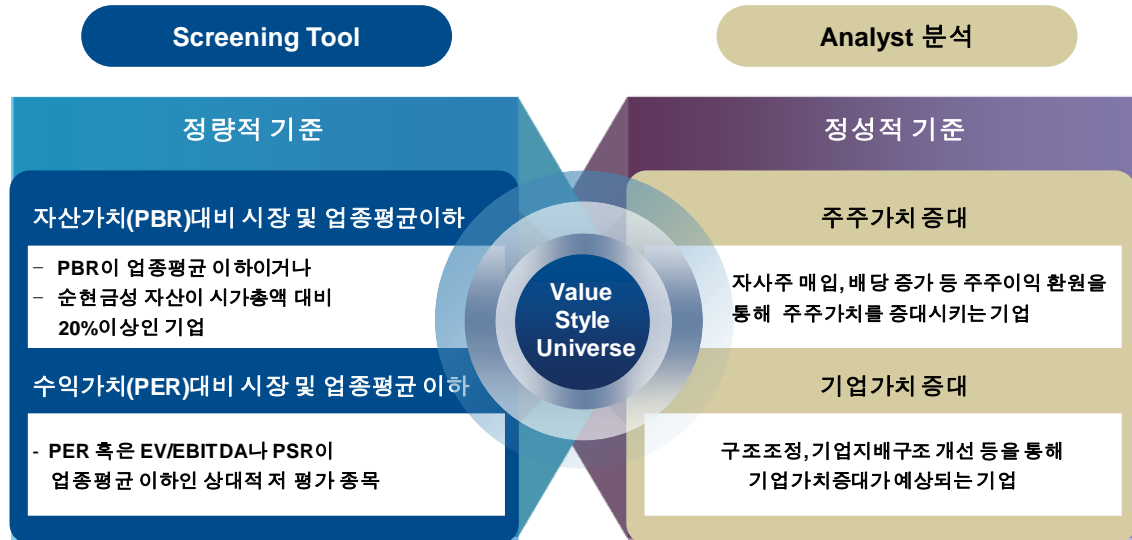 Screening Tool
Analyst 분석
정량적 기준
정성적 기준
자산가치(PBR)대비 시장 및 업종평균이하
– PBR이 업종평균 이하이거나
– 순현금성 자산이 시가총액 대비
20%이상인 기업
수익가치(PER)대비 시장 및 업종평균 이하
- PER 혹은 EV/EBITDA나 PSR이
업종평균 이하인 상대적 저 평가 종목
Value
Style
Universe
주주가치 증대
자사주 매입, 배당 증가 등 주주이익 환원을
통해 주주가치를 증대시키는 기업
기업가치 증대
구조조정, 기업지배구조 개선 등을 통해
기업가치증대가 예상되는 기업